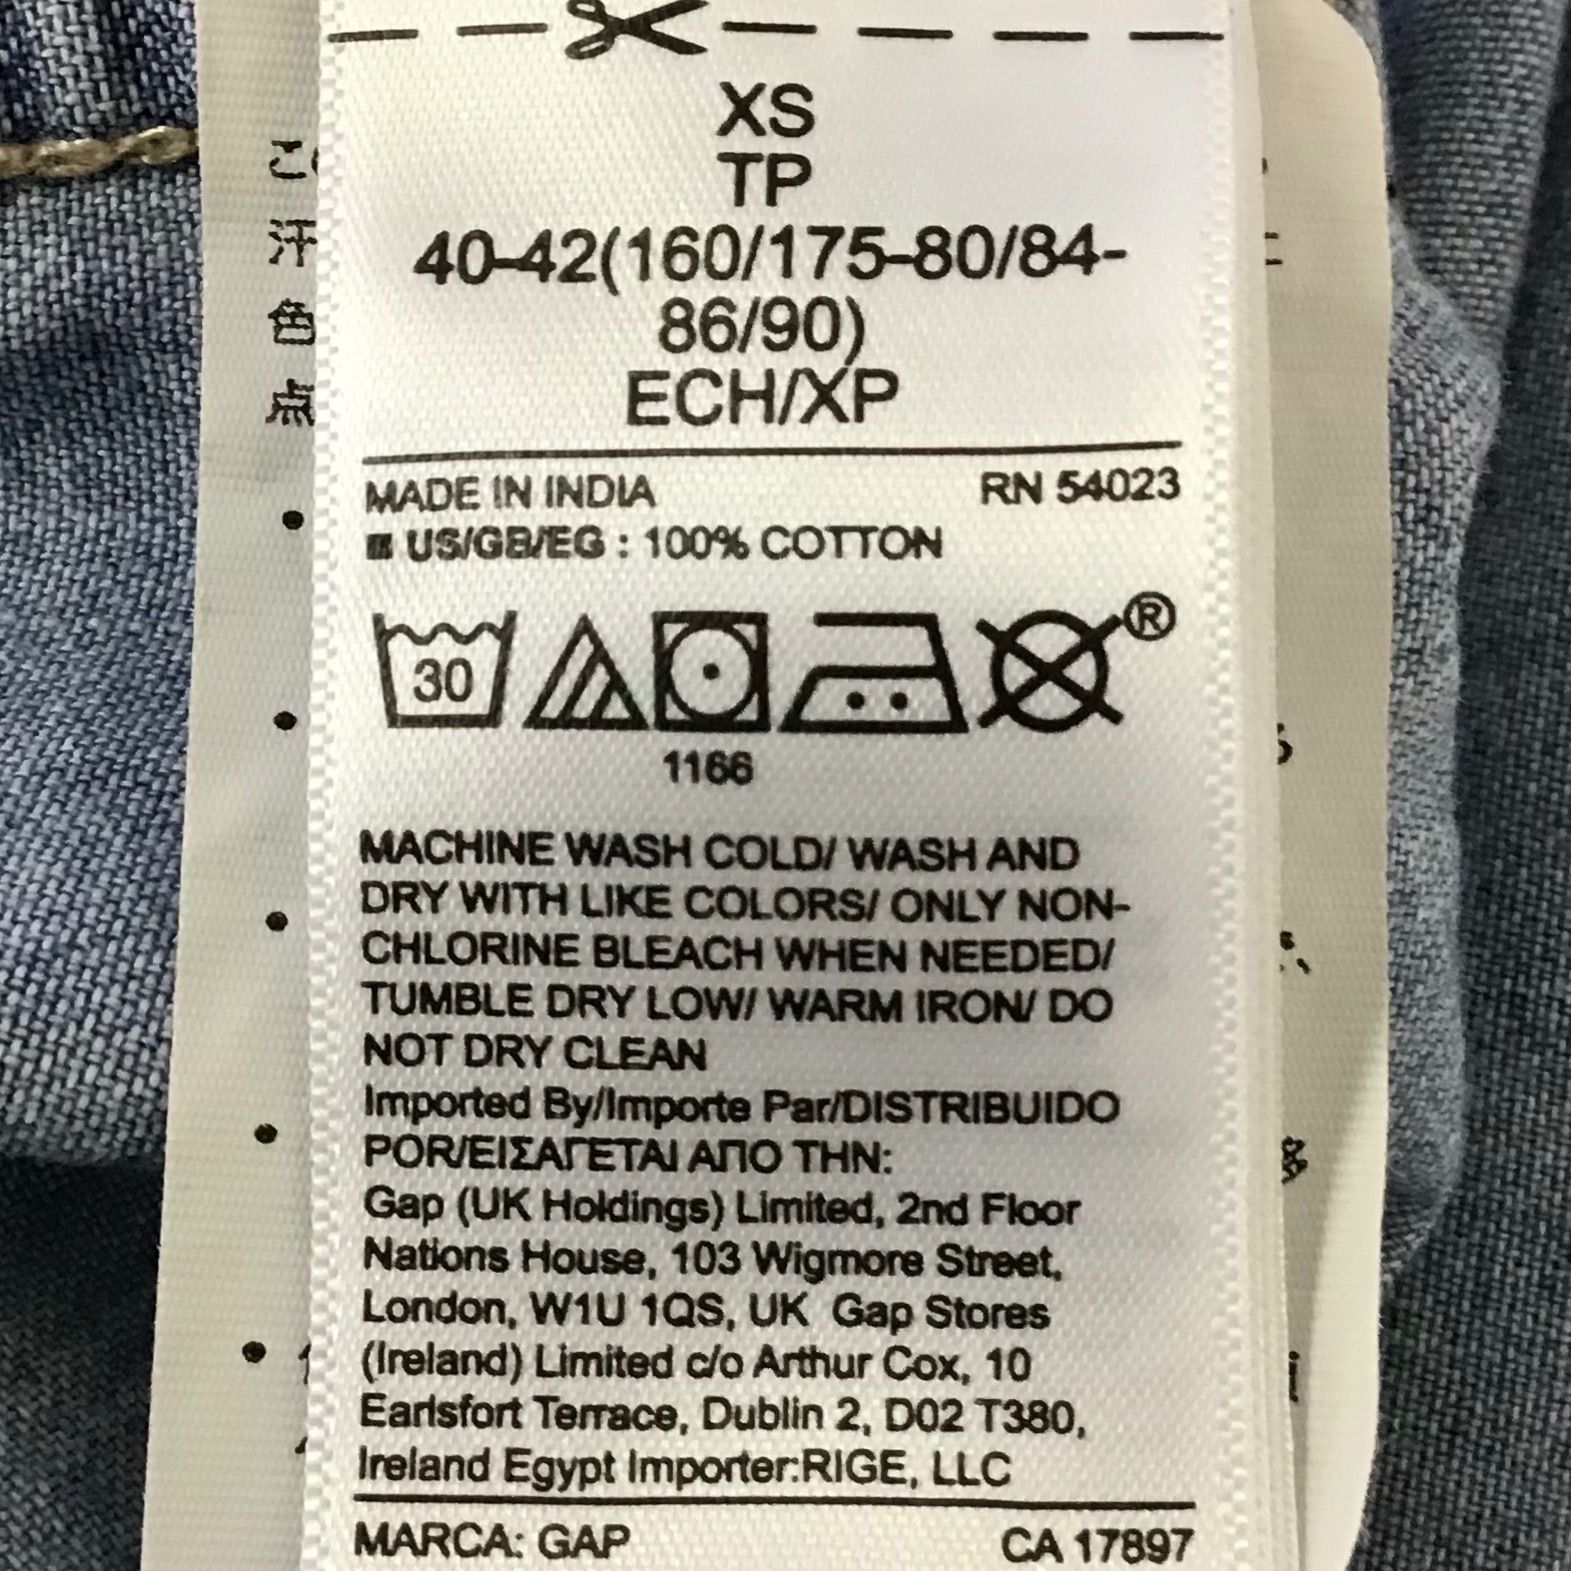 XS
TP
40-42(160/175-80/84-
86/90)
ECH/XP
MADE IN INDIA RN 54023
US/GB/EG : 100% COTTON
30
®
1166
MACHINE WASH COLD/ WASH AND
DRY WITH LIKE COLORS/ ONLY NON-
CHLORINE BLEACH WHEN NEEDED/
TUMBLE DRY LOW/ WARM IRON/ DO
NOT DRY CLEAN
Imported By/Importe Par/DISTRIBUIDO
POR/ΕΙΣΑΓΕΤΑΙ ΑΠΟ ΤΗΝ:
Gap (UK Holdings) Limited, 2nd Floor
Nations House, 103 Wigmore Street,
London, W1U 1QS, UK Gap Stores
(Ireland) Limited c/o Arthur Cox, 10
Earlsfort Terrace, Dublin 2, D02 T380,
Ireland Egypt Importer:RIGE, LLC
MARCA: GAP CA 17897
こ
汗
色
点